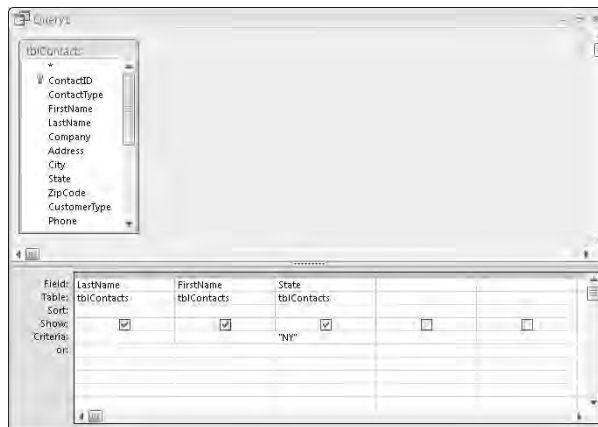 Query1
tblContacts
*
ContactID
ContactType
FirstName
LastName
Company
Address
City
State
ZipCode
CustomerType
Phone
Field: LastName FirstName State
Table: tblContacts tblContacts tblContacts
Sort:
Show:
Criteria: "NY"
or: